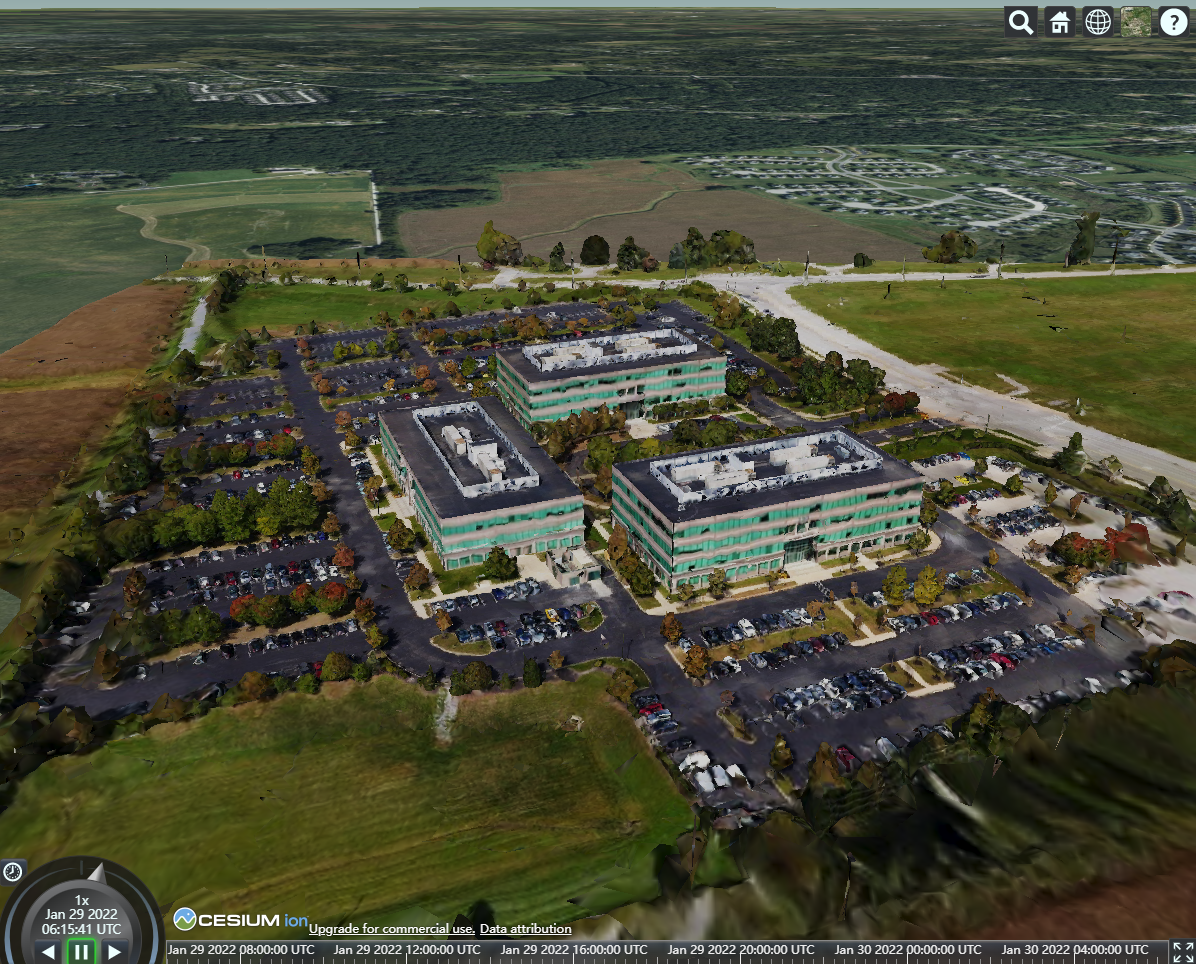 ?
1x
Jan 29 2022
06:15:41 UTC
CESIUM ion
Upgrade for commercial use. Data attribution
Jan 29 2022 08:00:00 UTC Jan 29 2022 12:00:00 UTC Jan 29 2022 16:00:00 UTC Jan 29 2022 20:00:00 UTC Jan 30 2022 00:00:00 UTC Jan 30 2022 04:00:00 UTC